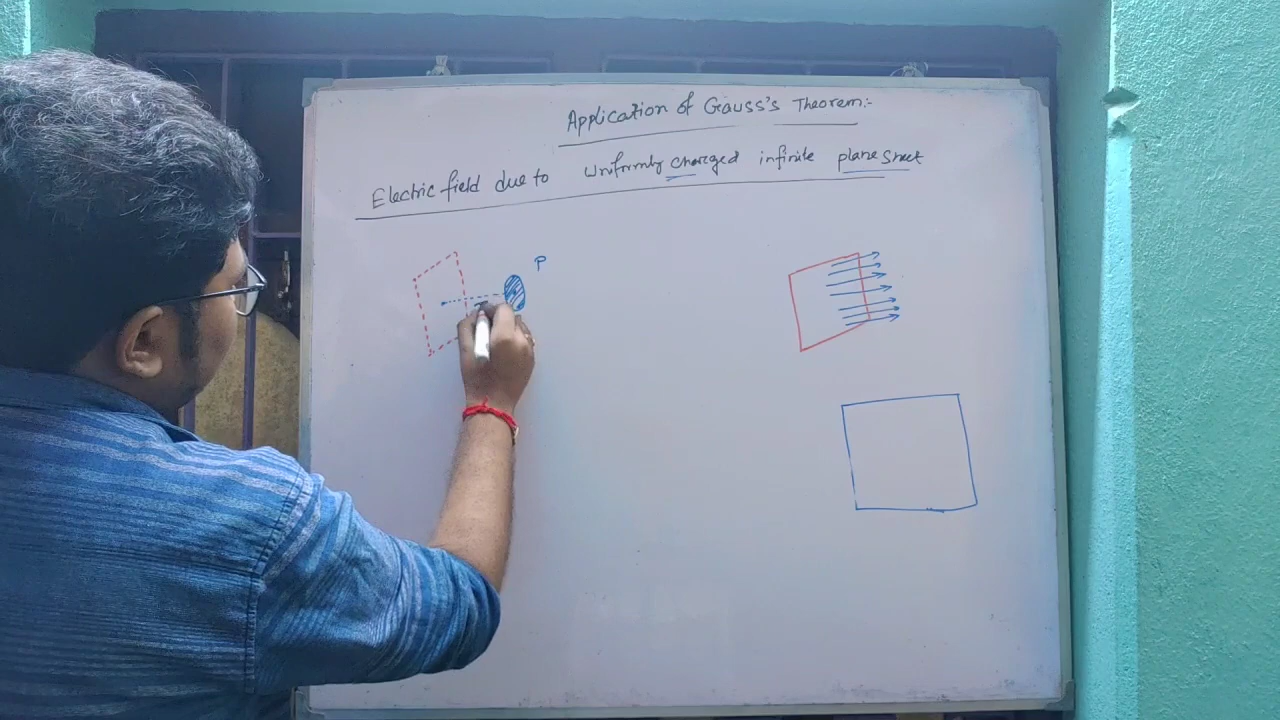 Application of Gauss's Theorem:-
Electric field due to Uniformly charged infinite plane sheet
P